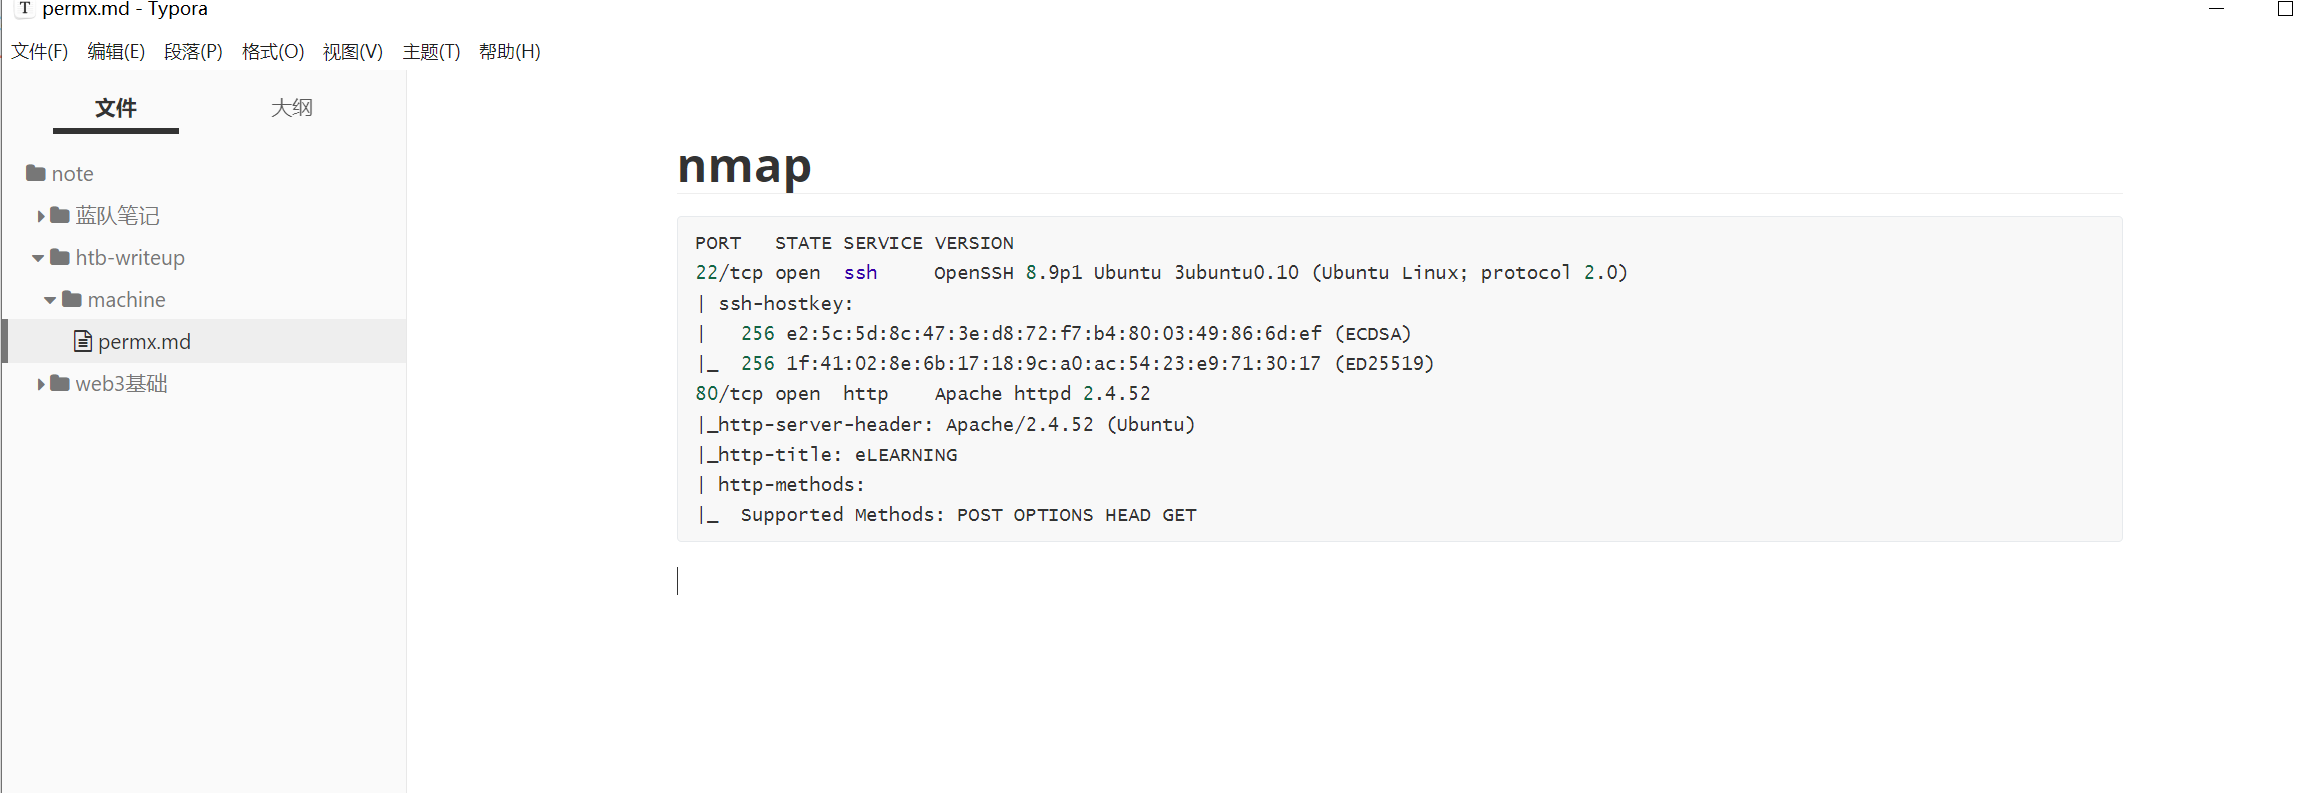 T permx.md - Typora
文件(F) 编辑(E) 段落(P) 格式(O) 视图(V) 主题(T) 帮助(H)
文件 大纲
note
蓝队笔记
htb-writeup
machine
permx.md
web3基础
nmap
PORT   STATE SERVICE VERSION
22/tcp open  ssh     OpenSSH 8.9p1 Ubuntu 3ubuntu0.10 (Ubuntu Linux; protocol 2.0)
| ssh-hostkey:
|   256 e2:5c:5d:8c:47:3e:d8:72:f7:b4:80:03:49:86:6d:ef (ECDSA)
|_  256 1f:41:02:8e:6b:17:18:9c:a0:ac:54:23:e9:71:30:17 (ED25519)
80/tcp open  http    Apache httpd 2.4.52
|_http-server-header: Apache/2.4.52 (Ubuntu)
|_http-title: eLEARNING
| http-methods:
|_  Supported Methods: POST OPTIONS HEAD GET